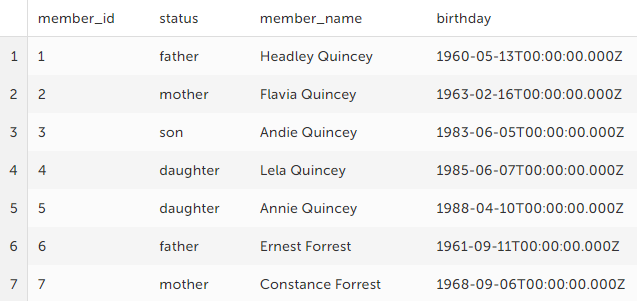 member_id status member_name birthday
1 1 father Headley Quincey 1960-05-13T00:00:00.000Z
2 2 mother Flavia Quincey 1963-02-16T00:00:00.000Z
3 3 son Andie Quincey 1983-06-05T00:00:00.000Z
4 4 daughter Lela Quincey 1985-06-07T00:00:00.000Z
5 5 daughter Annie Quincey 1988-04-10T00:00:00.000Z
6 6 father Ernest Forrest 1961-09-11T00:00:00.000Z
7 7 mother Constance Forrest 1968-09-06T00:00:00.000Z